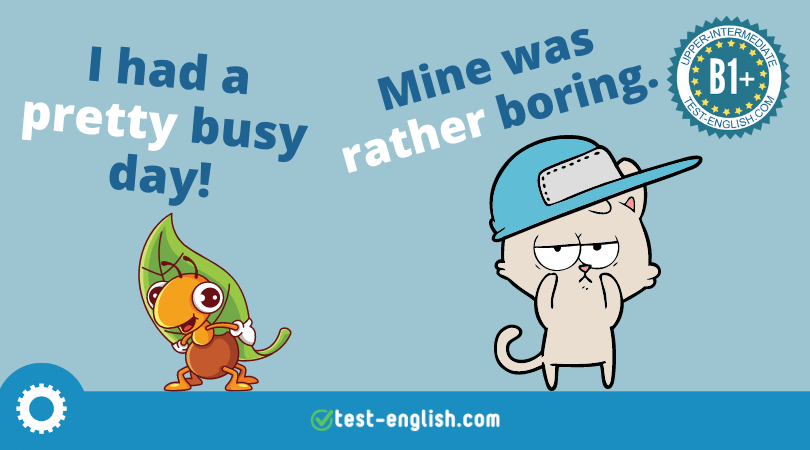 I had a
pretty busy
day!
Mine was
rather boring.
UPPER-INTERMEDIATE
B1+
TEST-ENGLISH.COM
test-english.com